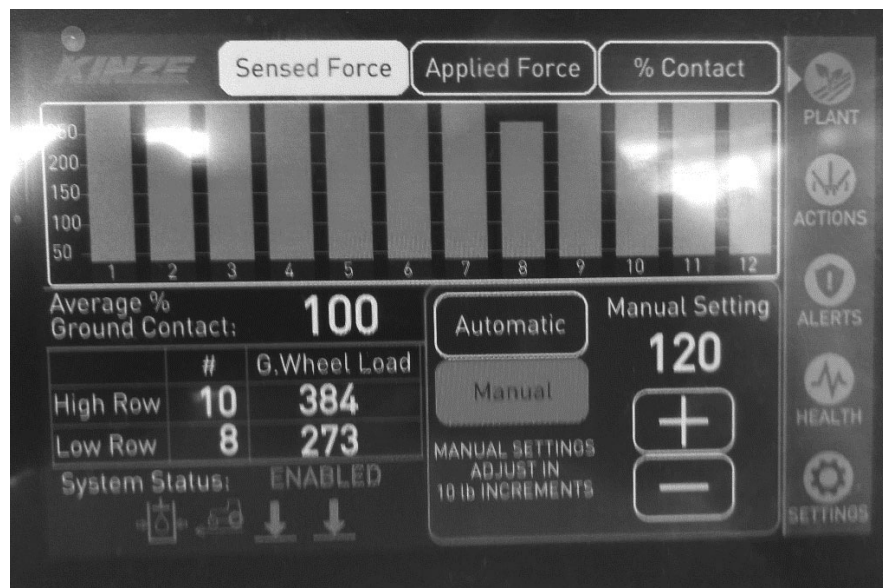 KINZE
Sensed Force
Applied Force
% Contact
PLANT
250
200
150
100
50
1 2 3 4 5 6 7 8 9 10 11 12
ACTIONS
Average %
Ground Contact:
100
# G.Wheel Load
High Row 10 384
Low Row 8 273
System Status: ENABLED
Automatic
Manual
MANUAL SETTINGS
ADJUST IN
10 lb INCREMENTS
Manual Setting
120
+
−
ALERTS
HEALTH
SETTINGS